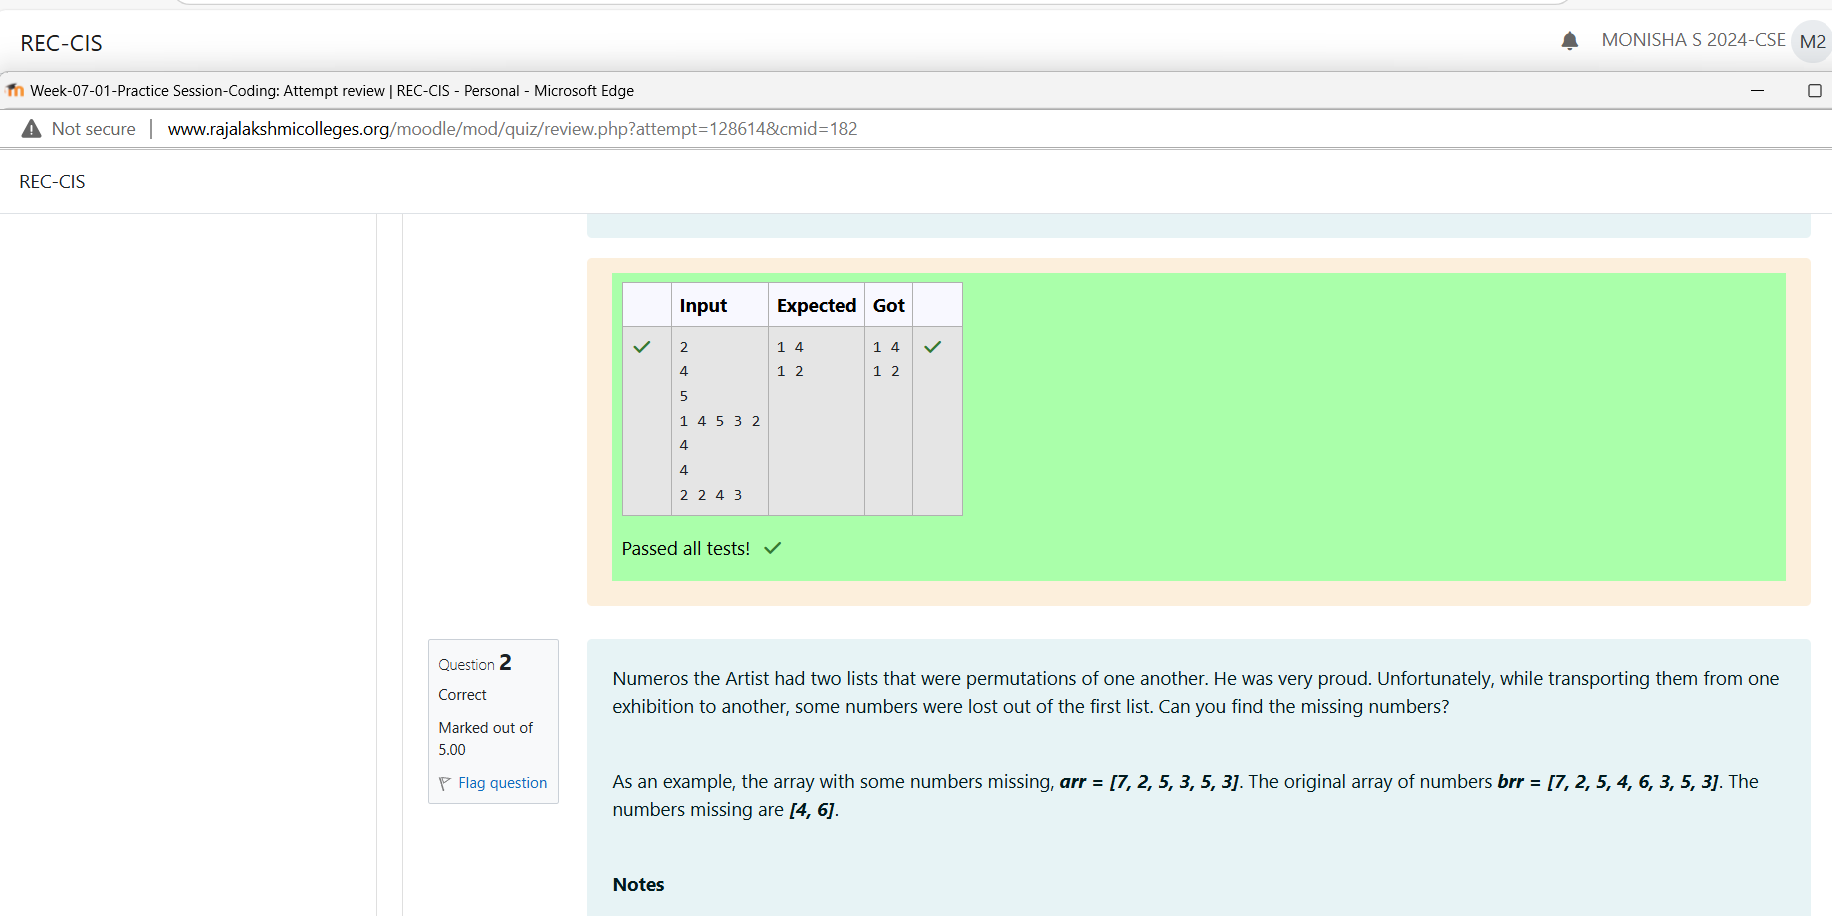 REC-CIS
MONISHA S 2024-CSE M2
Week-07-01-Practice Session-Coding: Attempt review | REC-CIS - Personal - Microsoft Edge
Not secure | www.rajalakshmicolleges.org/moodle/mod/quiz/review.php?attempt=128614&cmid=182
REC-CIS
Input Expected Got
2 1 4 1 4
4 1 2 1 2
5
1 4 5 3 2
4
4
2 2 4 3
Passed all tests!
Question 2
Correct
Marked out of
5.00
Flag question
Numeros the Artist had two lists that were permutations of one another. He was very proud. Unfortunately, while transporting them from one
exhibition to another, some numbers were lost out of the first list. Can you find the missing numbers?
As an example, the array with some numbers missing, arr = [7, 2, 5, 3, 5, 3]. The original array of numbers brr = [7, 2, 5, 4, 6, 3, 5, 3]. The
numbers missing are [4, 6].
Notes